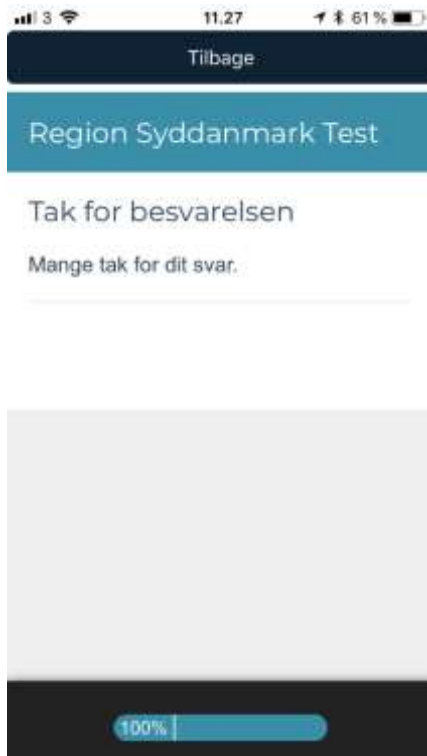 3 11.27 61 %
Tilbage
Region Syddanmark Test
Tak for besvarelsen
Mange tak for dit svar.
100%